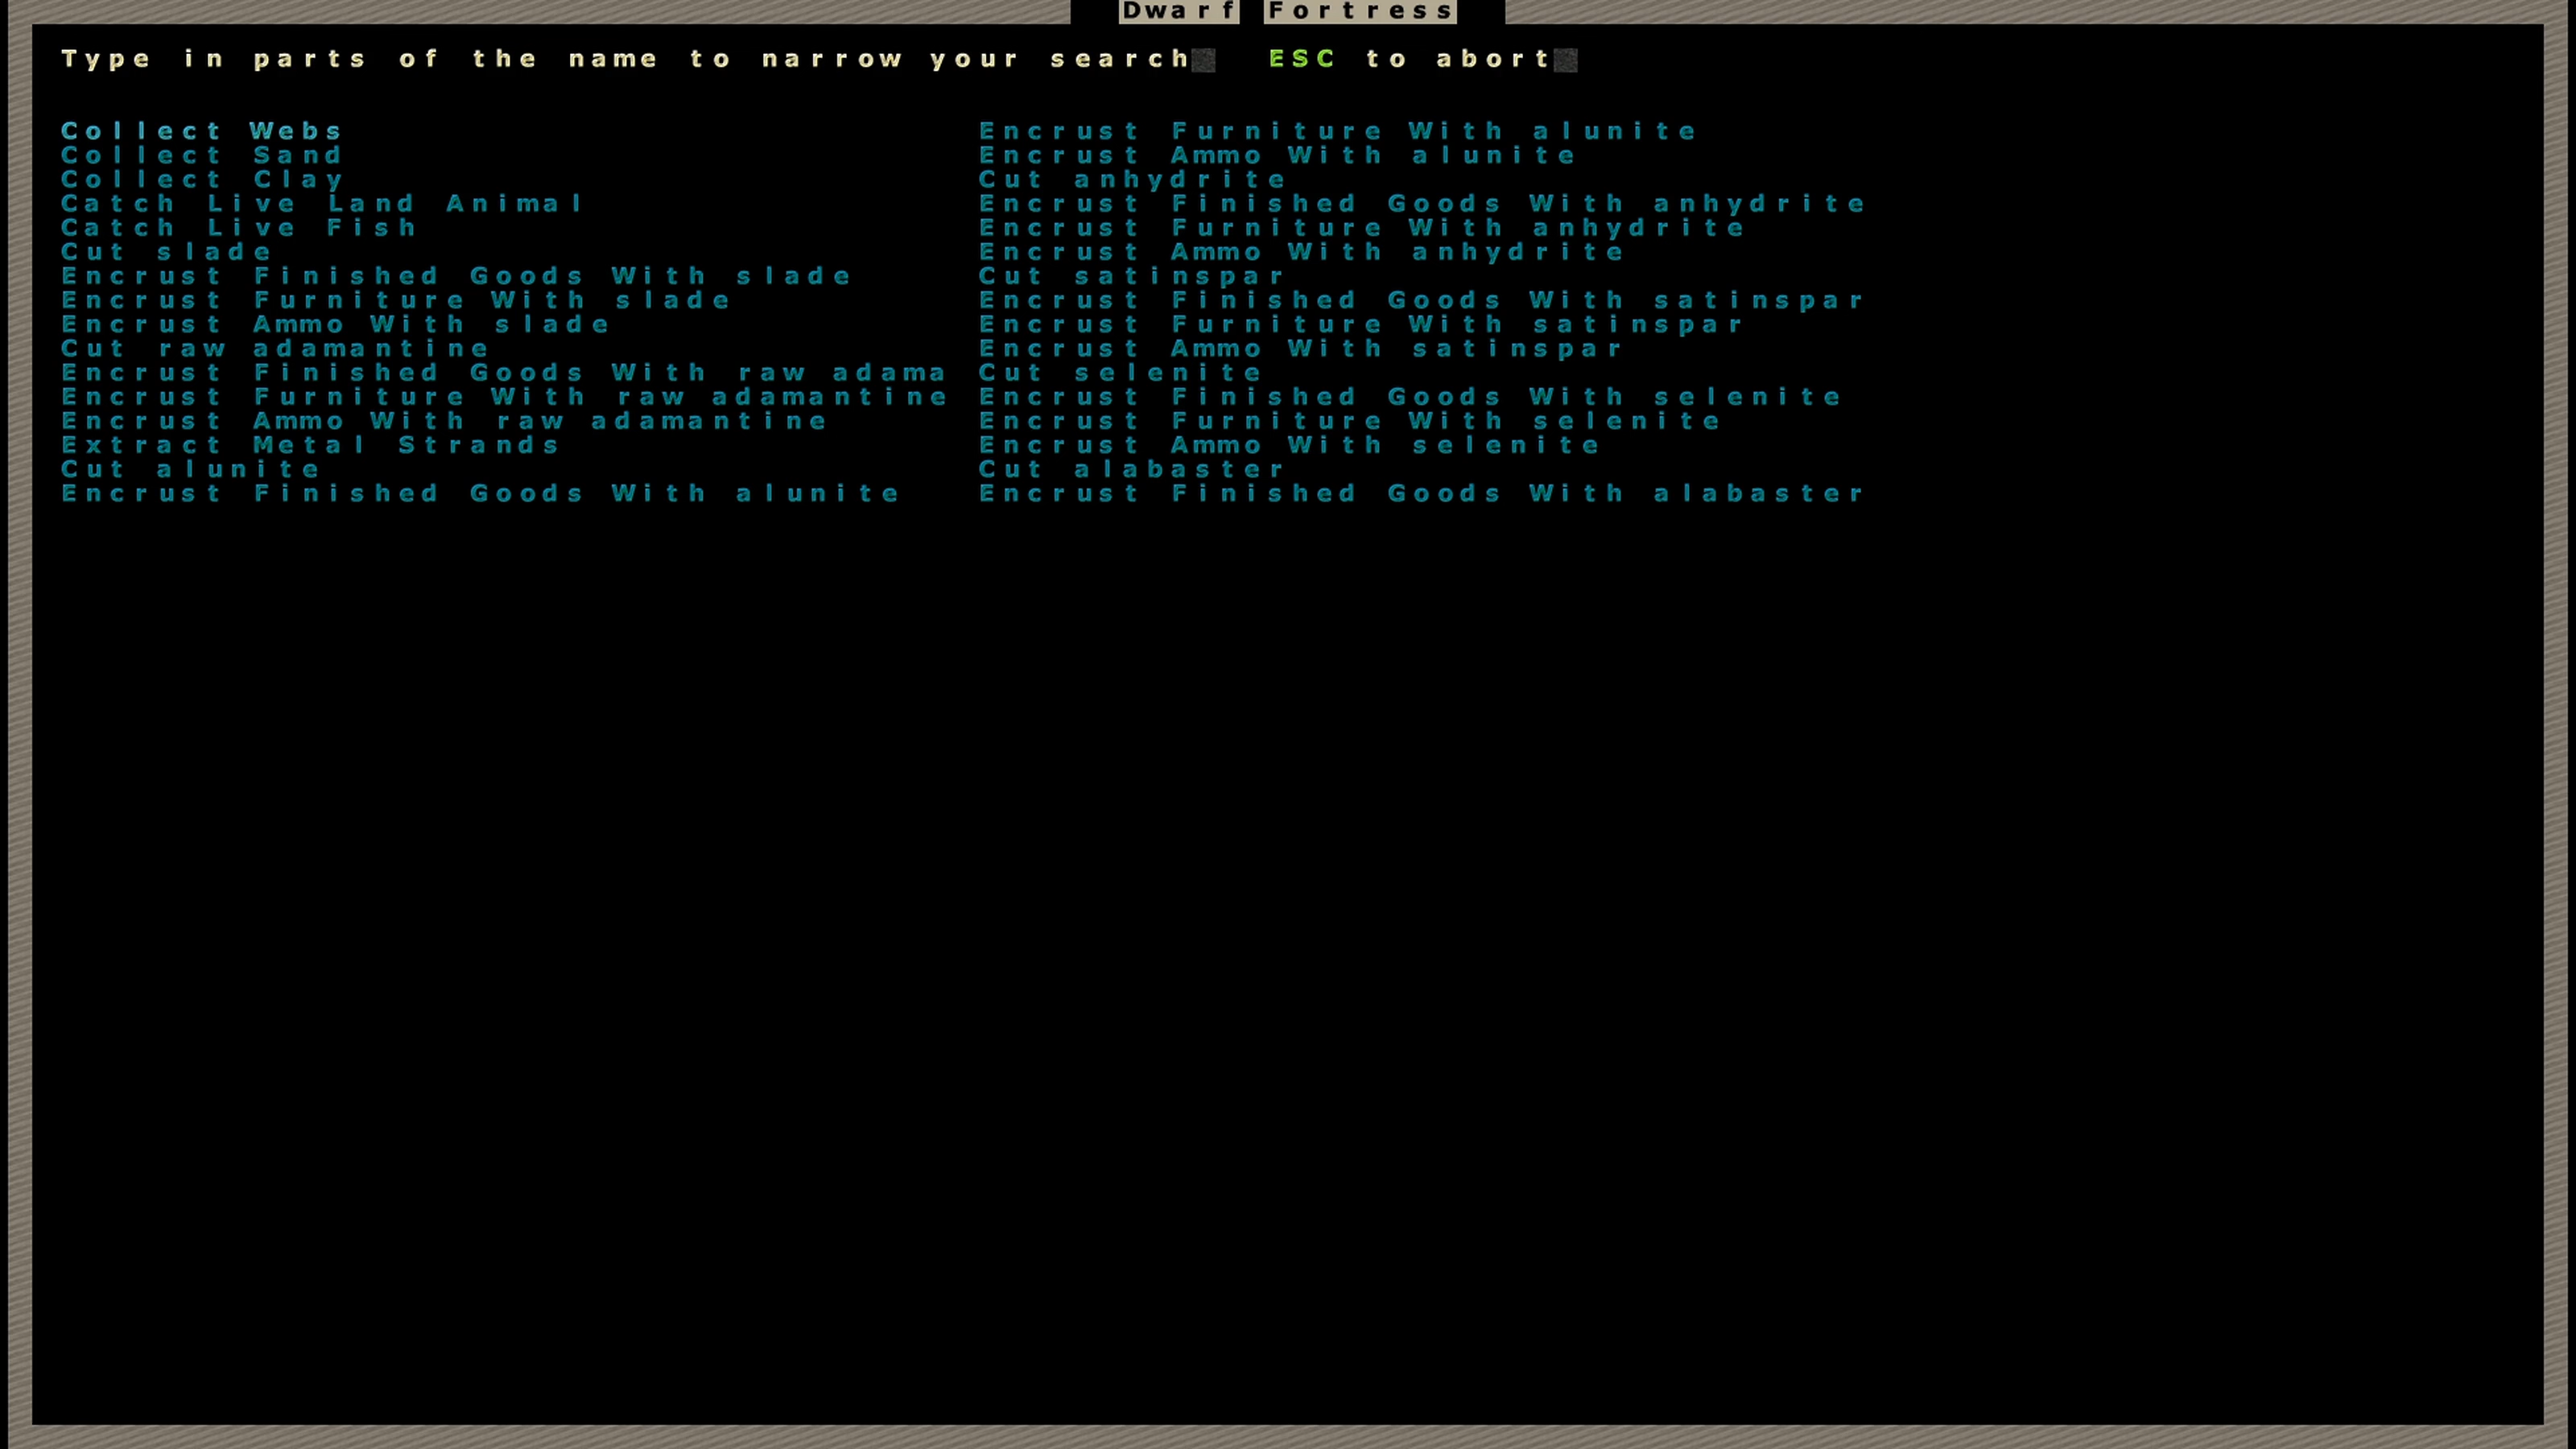 Dwarf Fortress
Type in parts of the name to narrow your search ESC to abort
Collect Webs
Collect Sand
Collect Clay
Catch Live Land Animal
Catch Live Fish
Cut slade
Encrust Finished Goods With slade
Encrust Furniture With slade
Encrust Ammo With slade
Cut raw adamantine
Encrust Finished Goods With raw adama
Encrust Furniture With raw adamantine
Encrust Ammo With raw adamantine
Extract Metal Strands
Cut alunite
Encrust Finished Goods With alunite
Encrust Furniture With alunite
Encrust Ammo With alunite
Cut anhydrite
Encrust Finished Goods With anhydrite
Encrust Furniture With anhydrite
Encrust Ammo With anhydrite
Cut satinspar
Encrust Finished Goods With satinspar
Encrust Furniture With satinspar
Encrust Ammo With satinspar
Cut selenite
Encrust Finished Goods With selenite
Encrust Furniture With selenite
Encrust Ammo With selenite
Cut alabaster
Encrust Finished Goods With alabaster